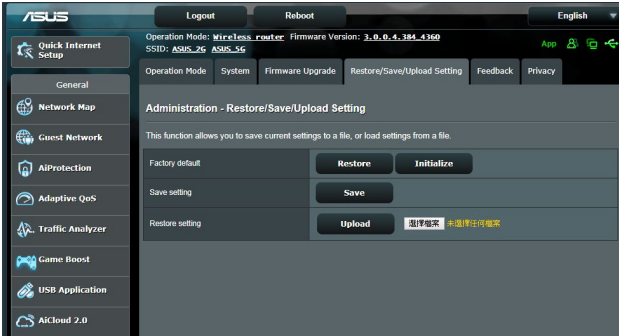 ASUS
Logout
Reboot
English
Operation Mode: Wireless router Firmware Version: 3.0.0.4.384_4360
SSID: ASUS_2G ASUS_5G
App
Quick Internet
Setup
General
Network Map
Guest Network
AiProtection
Adaptive QoS
Traffic Analyzer
Game Boost
USB Application
AiCloud 2.0
Operation Mode
System
Firmware Upgrade
Restore/Save/Upload Setting
Feedback
Privacy
Administration - Restore/Save/Upload Setting
This function allows you to save current settings to a file, or load settings from a file.
Factory default
Restore
Initialize
Save setting
Save
Restore setting
Upload
選擇檔案 未選擇任何檔案